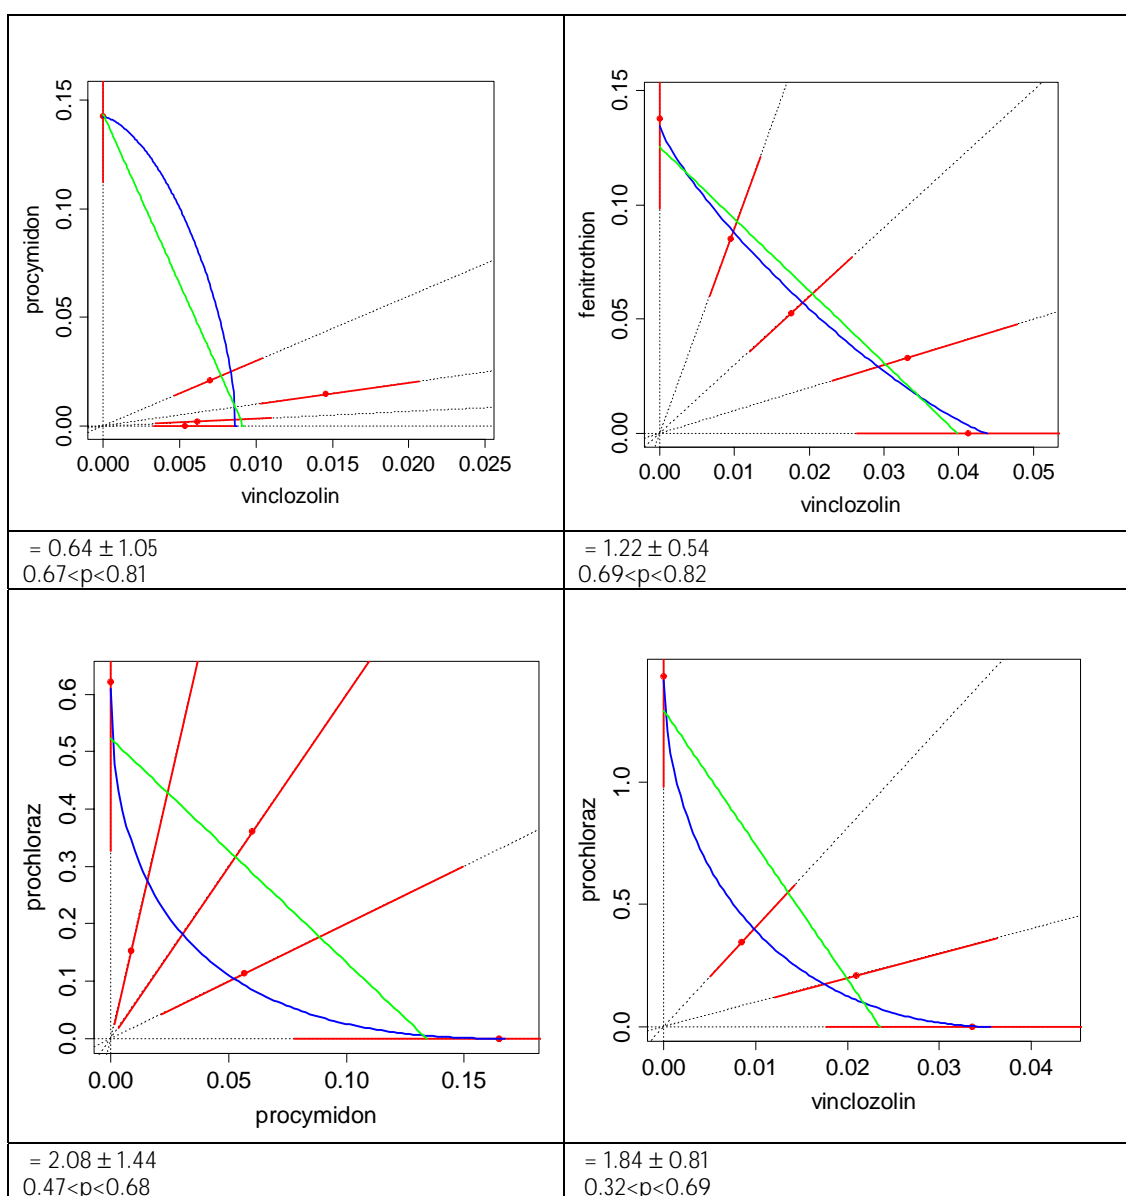 0.00 0.05 0.10 0.15
procymidon
0.000 0.005 0.010 0.015 0.020 0.025
vinclozolin
0.00 0.05 0.10 0.15
fenitrothion
0.00 0.01 0.02 0.03 0.04 0.05
vinclozolin
= 0.64 ± 1.05
0.67<p<0.81
= 1.22 ± 0.54
0.69<p<0.82
0.0 0.1 0.2 0.3 0.4 0.5 0.6
prochloraz
0.00 0.05 0.10 0.15
procymidon
0.0 0.5 1.0
prochloraz
0.00 0.01 0.02 0.03 0.04
vinclozolin
= 2.08 ± 1.44
0.47<p<0.68
= 1.84 ± 0.81
0.32<p<0.69